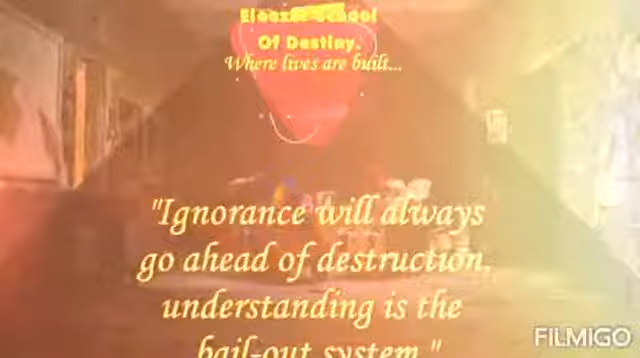 School
Of Destiny.
Where lives are built...
"Ignorance will always
go ahead of destruction,
understanding is the
bail-out system."
FILMIGO